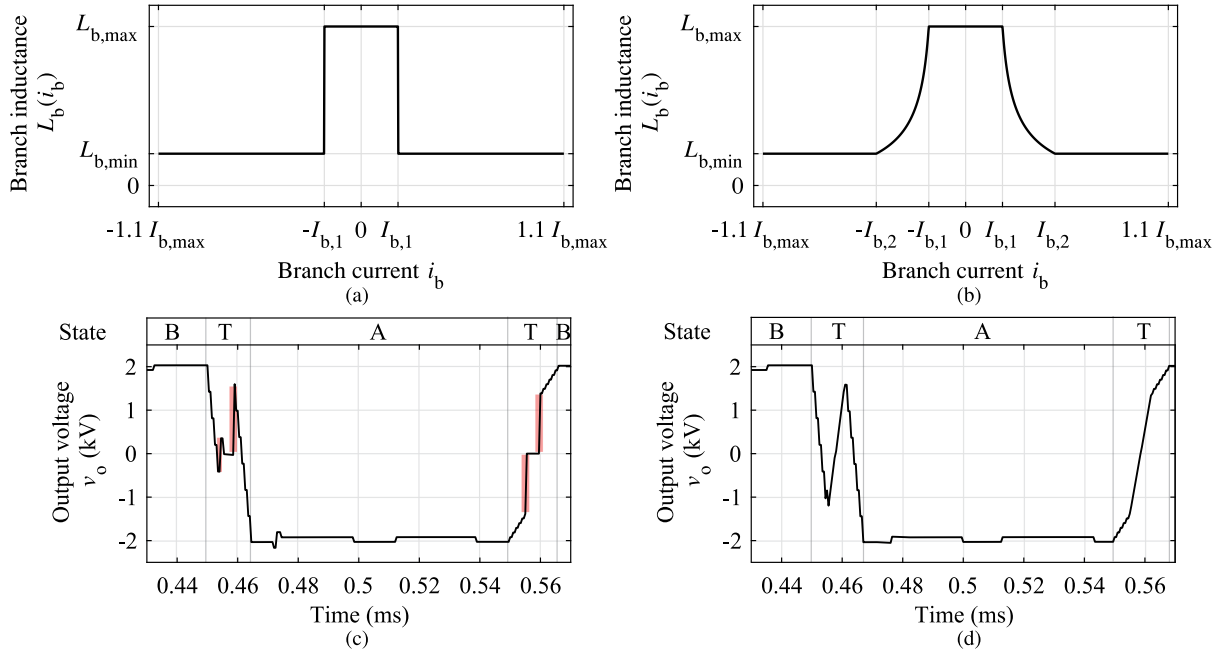 Branch inductance
L_b(i_b)
L_b,max
L_b,min
0
-1.1 I_b,max -I_b,1 0 I_b,1 1.1 I_b,max
Branch current i_b
(a)
Branch inductance
L_b(i_b)
L_b,max
L_b,min
0
-1.1 I_b,max -I_b,2 -I_b,1 0 I_b,1 I_b,2 1.1 I_b,max
Branch current i_b
(b)
State B T A T B
Output voltage
v_o (kV)
2
1
0
-1
-2
0.44 0.46 0.48 0.5 0.52 0.54 0.56
Time (ms)
(c)
State B T A T
Output voltage
v_o (kV)
2
1
0
-1
-2
0.44 0.46 0.48 0.5 0.52 0.54 0.56
Time (ms)
(d)